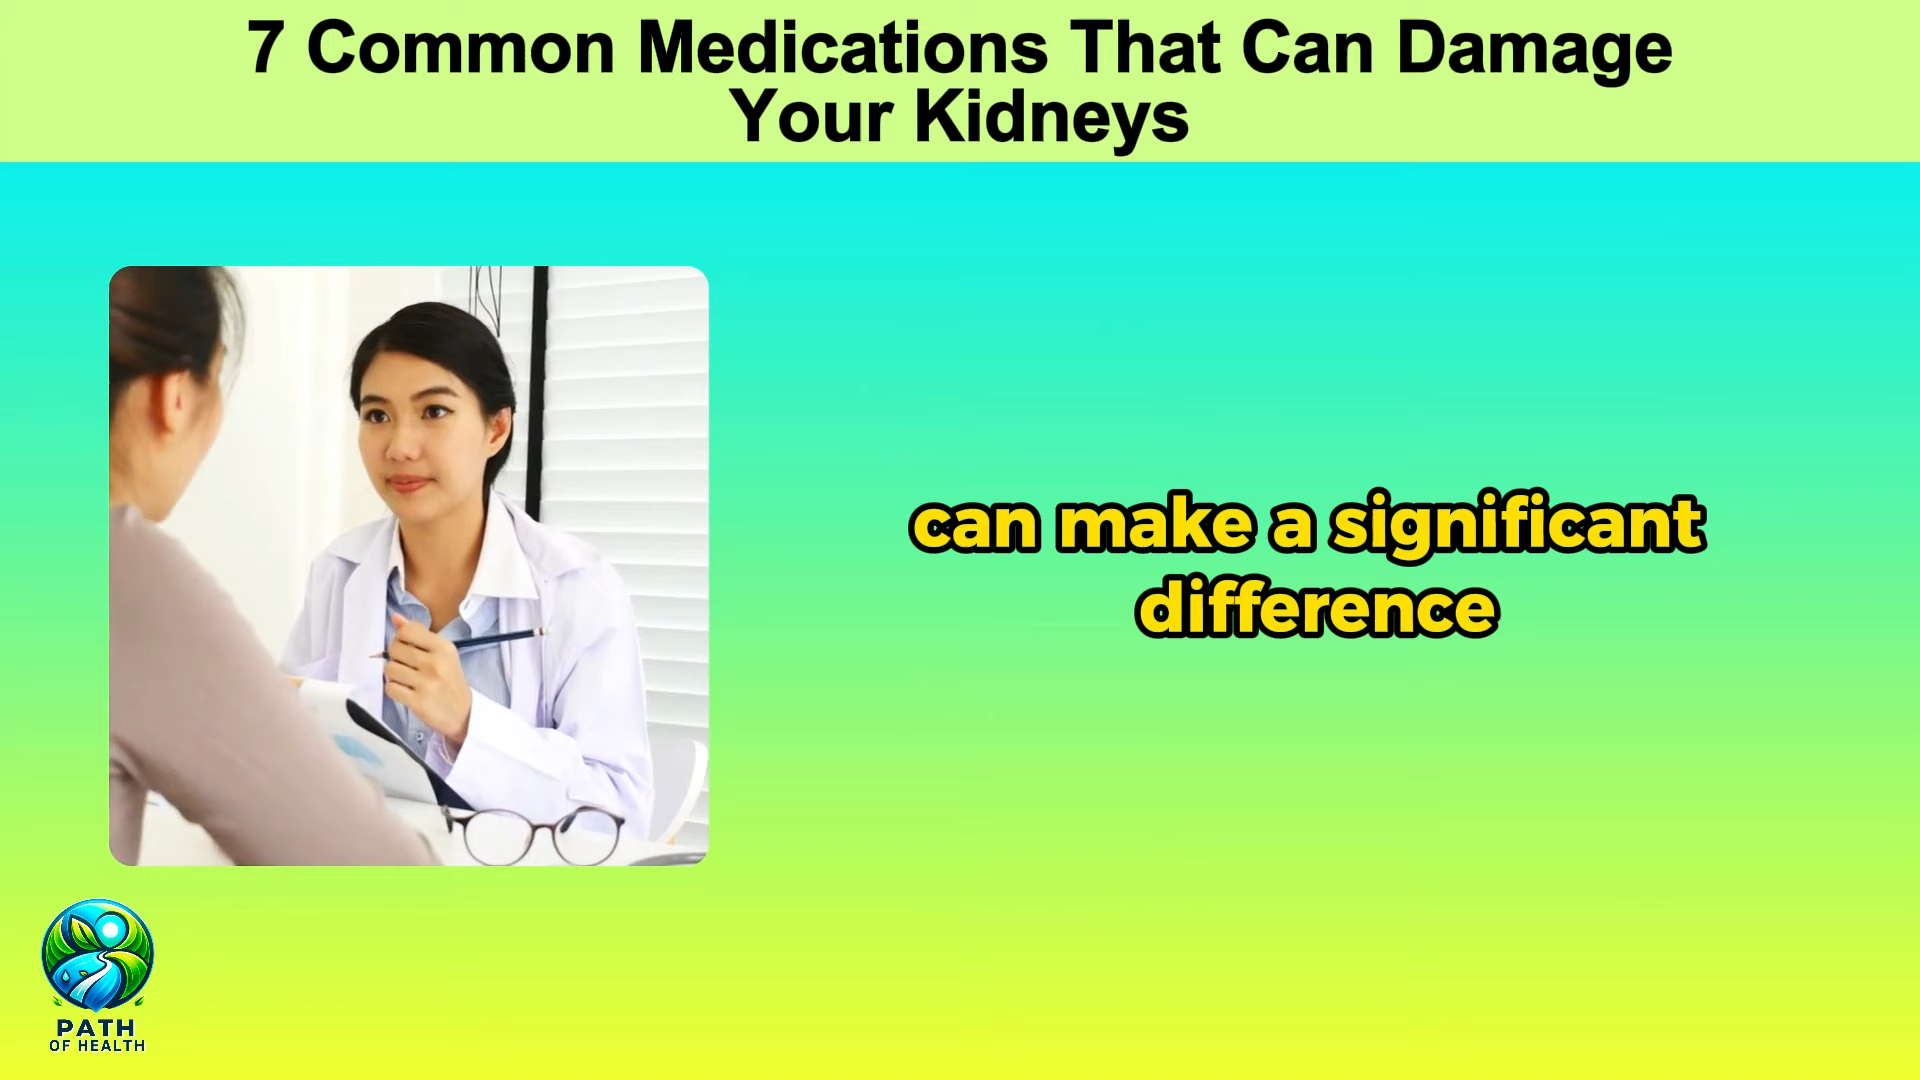 7 Common Medications That Can Damage
Your Kidneys
can make a significant
difference
PATH
OF HEALTH